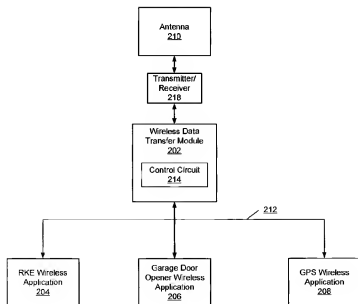 Antenna
210
Transmitter/
Receiver
218
Wireless Data
Transfer Module
202
Control Circuit
214
212
RKE Wireless
Application
204
Garage Door
Opener Wireless
Application
206
GPS Wireless
Application
208